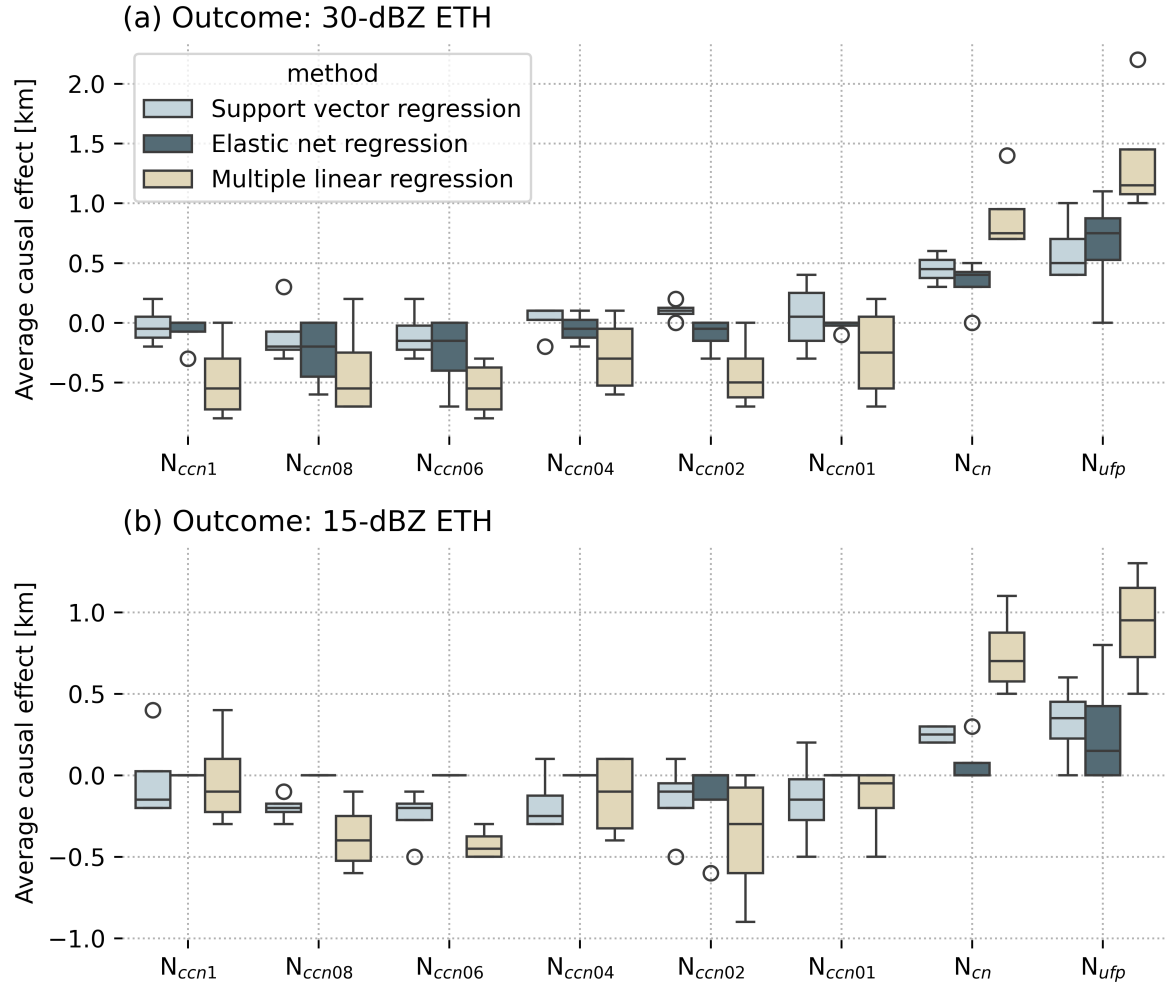 (a) Outcome: 30-dBZ ETH
Average causal effect [km]
2.0
1.5
1.0
0.5
0.0
−0.5
method
Support vector regression
Elastic net regression
Multiple linear regression
N_ccn1 N_ccn08 N_ccn06 N_ccn04 N_ccn02 N_ccn01 N_cn N_ufp
(b) Outcome: 15-dBZ ETH
Average causal effect [km]
1.0
0.5
0.0
−0.5
−1.0
N_ccn1 N_ccn08 N_ccn06 N_ccn04 N_ccn02 N_ccn01 N_cn N_ufp